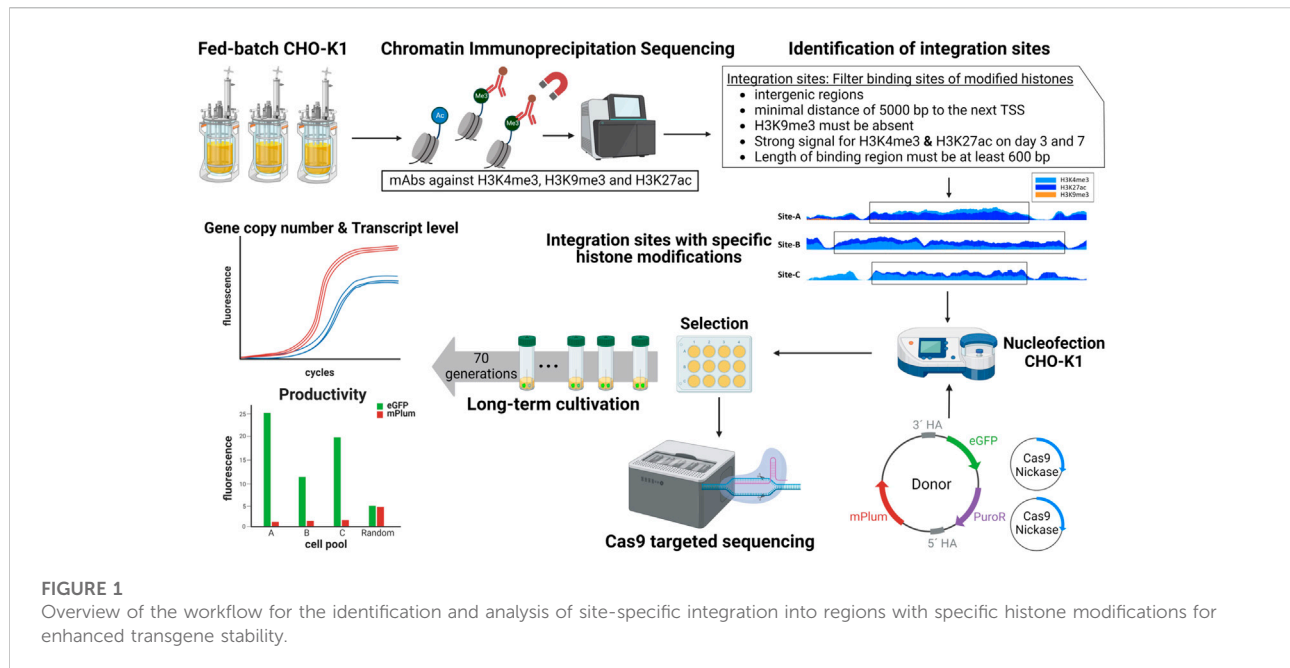 Fed-batch CHO-K1
Chromatin Immunoprecipitation Sequencing
Ac
Me3
Me3
mAbs against H3K4me3, H3K9me3 and H3K27ac
Identification of integration sites
Integration sites: Filter binding sites of modified histones
• intergenic regions
• minimal distance of 5000 bp to the next TSS
• H3K9me3 must be absent
• Strong signal for H3K4me3 & H3K27ac on day 3 and 7
• Length of binding region must be at least 600 bp
H3K4me3
H3K27ac
H3K9me3
Integration sites with specific
histone modifications
Site-A
Site-B
Site-C
Nucleofection
CHO-K1
3´ HA
eGFP
Donor
mPlum
PuroR
5´ HA
Cas9
Nickase
Cas9
Nickase
Selection
Cas9 targeted sequencing
70
generations
...
Long-term cultivation
Gene copy number & Transcript level
fluorescence
cycles
Productivity
eGFP
mPlum
fluorescence
25
20
15
10
5
0
A B C Random
cell pool
FIGURE 1
Overview of the workflow for the identification and analysis of site-specific integration into regions with specific histone modifications for
enhanced transgene stability.